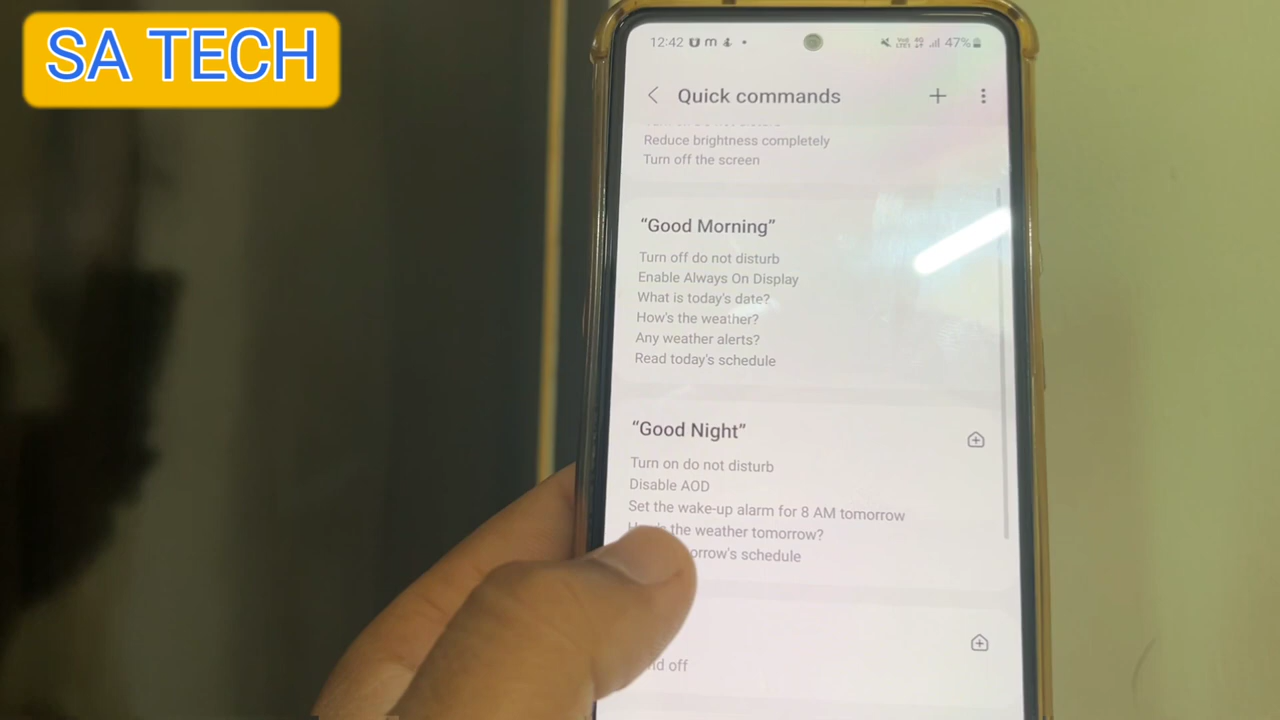 SA TECH
12:42
47%
Quick commands
Reduce brightness completely
Turn off the screen
“Good Morning”
Turn off do not disturb
Enable Always On Display
What is today's date?
How's the weather?
Any weather alerts?
Read today's schedule
“Good Night”
Turn on do not disturb
Disable AOD
Set the wake-up alarm for 8 AM tomorrow
the weather tomorrow?
schedule
off